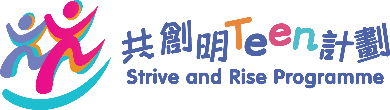 共創明Teen計劃
Strive and Rise Programme